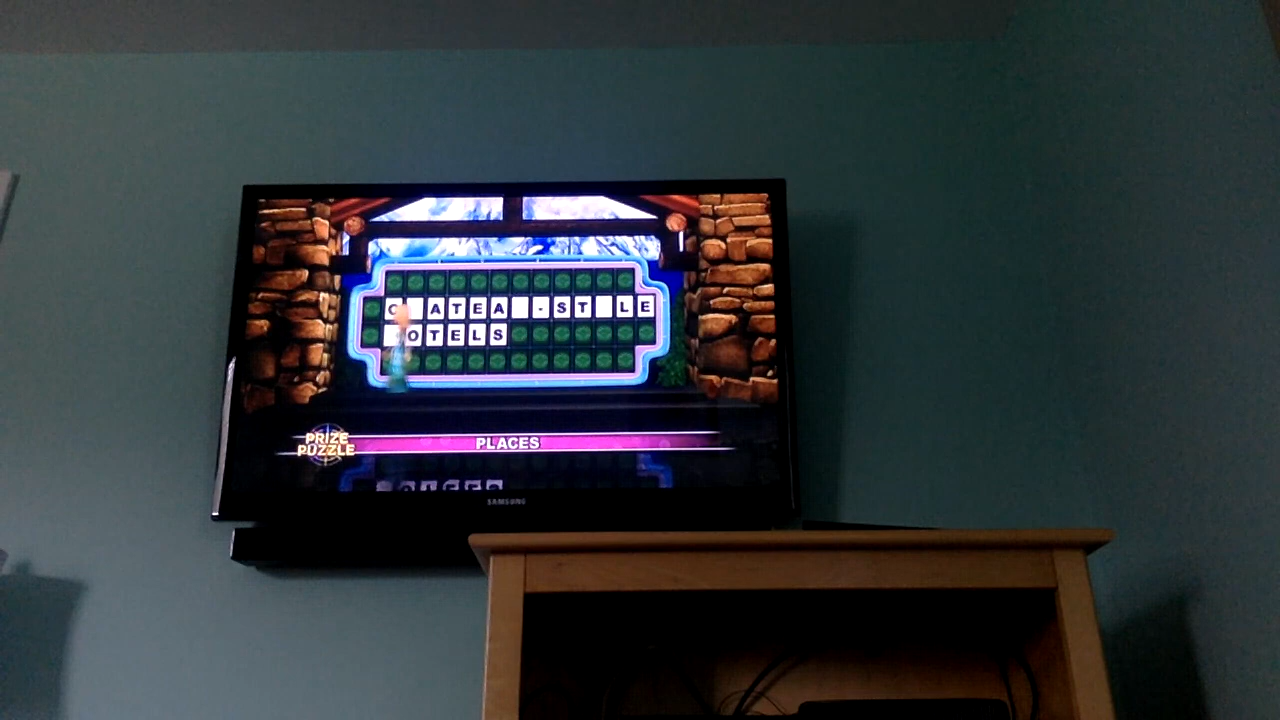 C ATEA -ST LE
OTELS
PRIZE PUZZLE
PLACES
SAMSUNG